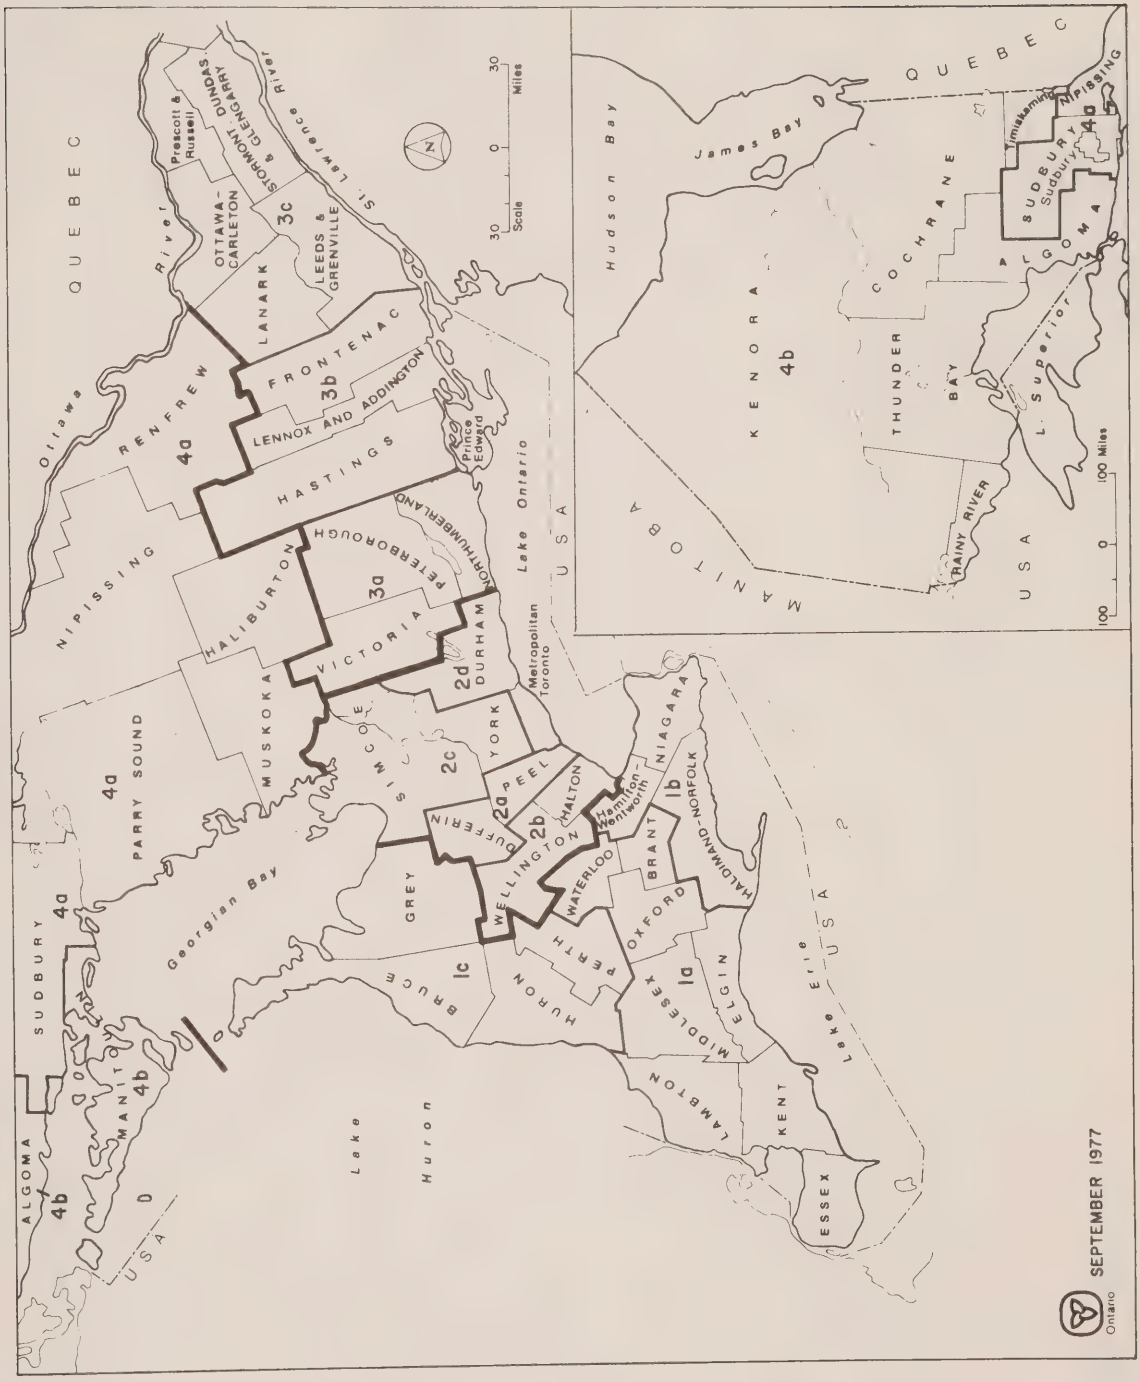 QUEBEC
Ottawa
River
Prescott &
Russell
STORMONT, DUNDAS,
& GLENGARRY
OTTAWA-
CARLETON
3c
LANARK
LEEDS &
GRENVILLE
St. Lawrence River
30 0 30
Scale Miles
N
RENFREW
4a
NIPISSING
FRONTENAC
3b
LENNOX AND ADDINGTON
HASTINGS
Prince
Edward
Lake Ontario
USA
HALIBURTON
PETERBOROUGH
NORTHUMBERLAND
3a
VICTORIA
DURHAM
2d
Metropolitan
Toronto
PARRY SOUND
4a
MUSKOKA
SIMCOE
2c
YORK
PEEL
2a
HALTON
DUFFERIN
2b
WELLINGTON
Hamilton-
Wentworth
NIAGARA
1b
HALDIMAND-NORFOLK
BRANT
WATERLOO
OXFORD
PERTH
GREY
BRUCE
1c
HURON
MIDDLESEX
1a
ELGIN
LAMBTON
KENT
ESSEX
Lake Erie
USA
Georgian Bay
Lake
Huron
SUDBURY
4a
MANITOU
4b
ALGOMA
4b
USA
Hudson Bay
James Bay
QUEBEC
KENORA
4b
COCHRANE
Timiskaming
NIPISSING
4a
SUDBURY
Sudbury
ALGOMA
THUNDER
BAY
L. Superior
RAINY RIVER
MANITOBA
USA
100 0 100 Miles
Ontario
SEPTEMBER 1977